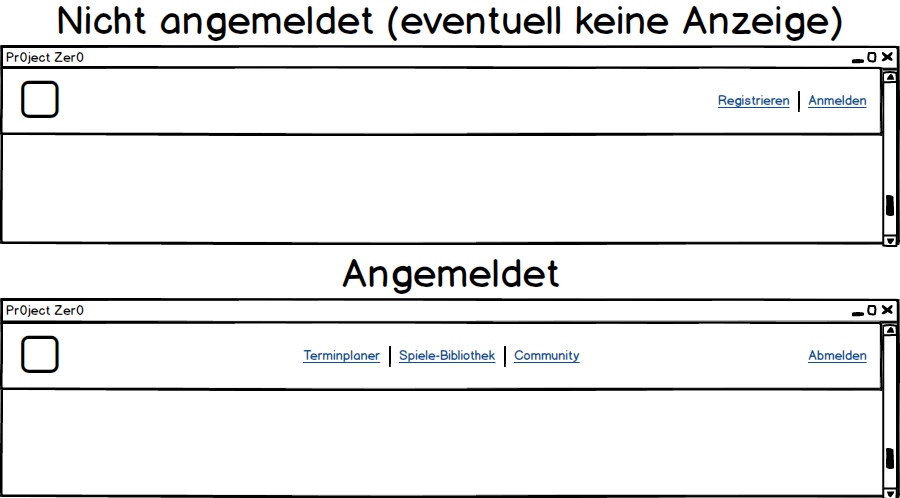 Nicht angemeldet (eventuell keine Anzeige)
Pr0ject Zer0
Registrieren | Anmelden
Angemeldet
Pr0ject Zer0
Terminplaner | Spiele-Bibliothek | Community Abmelden